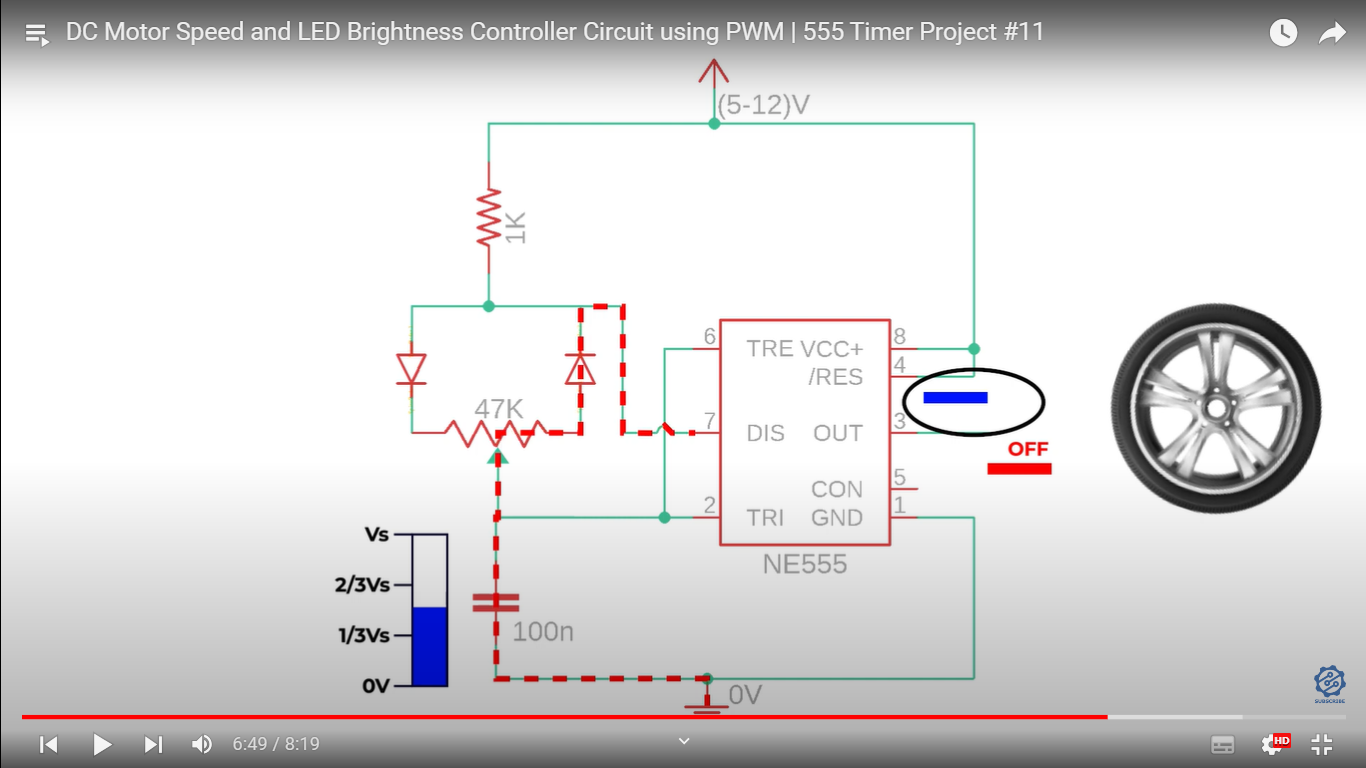 DC Motor Speed and LED Brightness Controller Circuit using PWM | 555 Timer Project #11
(5-12)V
1K
47K
6
TRE VCC+
8
/RES
4
7
DIS
OUT
3
OFF
CON
5
2
TRI
GND
1
NE555
Vs
2/3Vs
1/3Vs
0V
100n
0V
SUBSCRIBE
6:49 / 8:19
HD